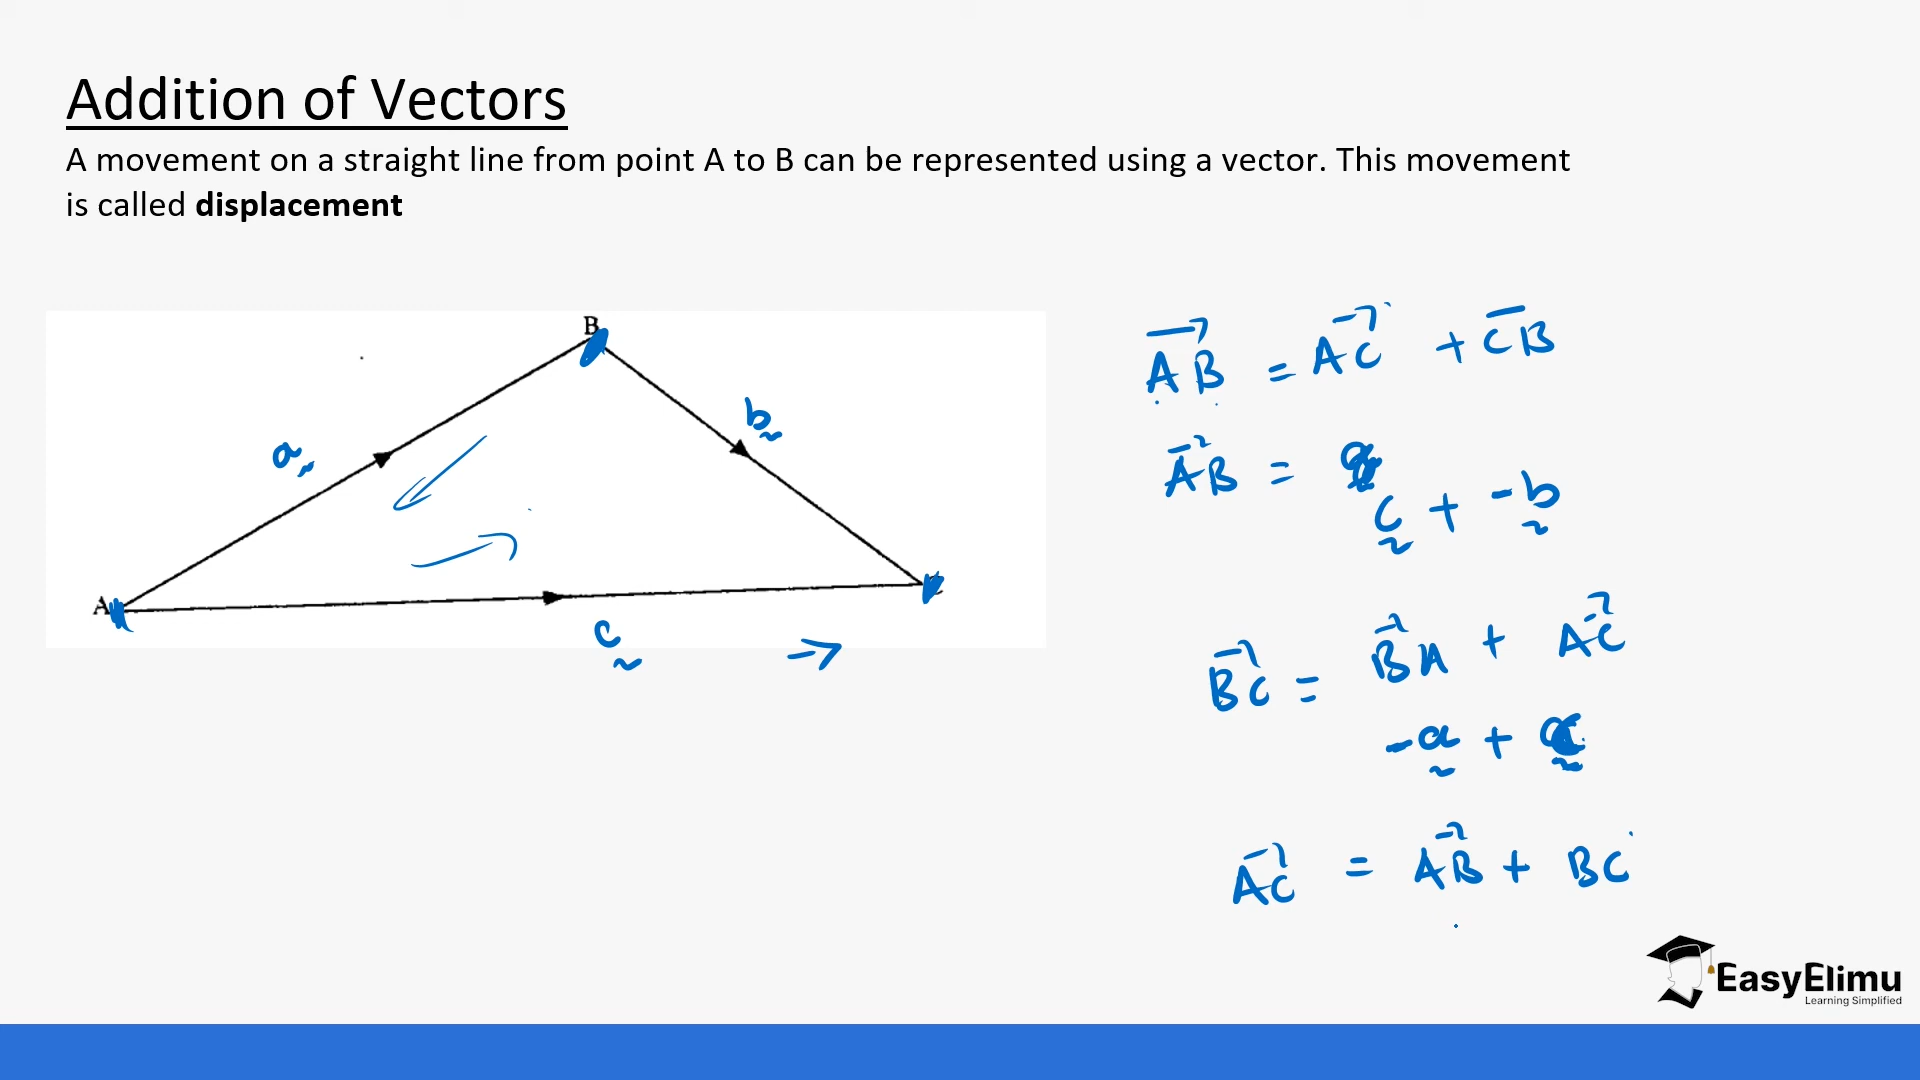 Addition of Vectors
A movement on a straight line from point A to B can be represented using a vector. This movement
is called displacement
B
b
a
A
c
AB = AC + CB
AB = c + -b
BC = BA + AC
-a + c
AC = AB + BC
EasyElimu
Learning Simplified